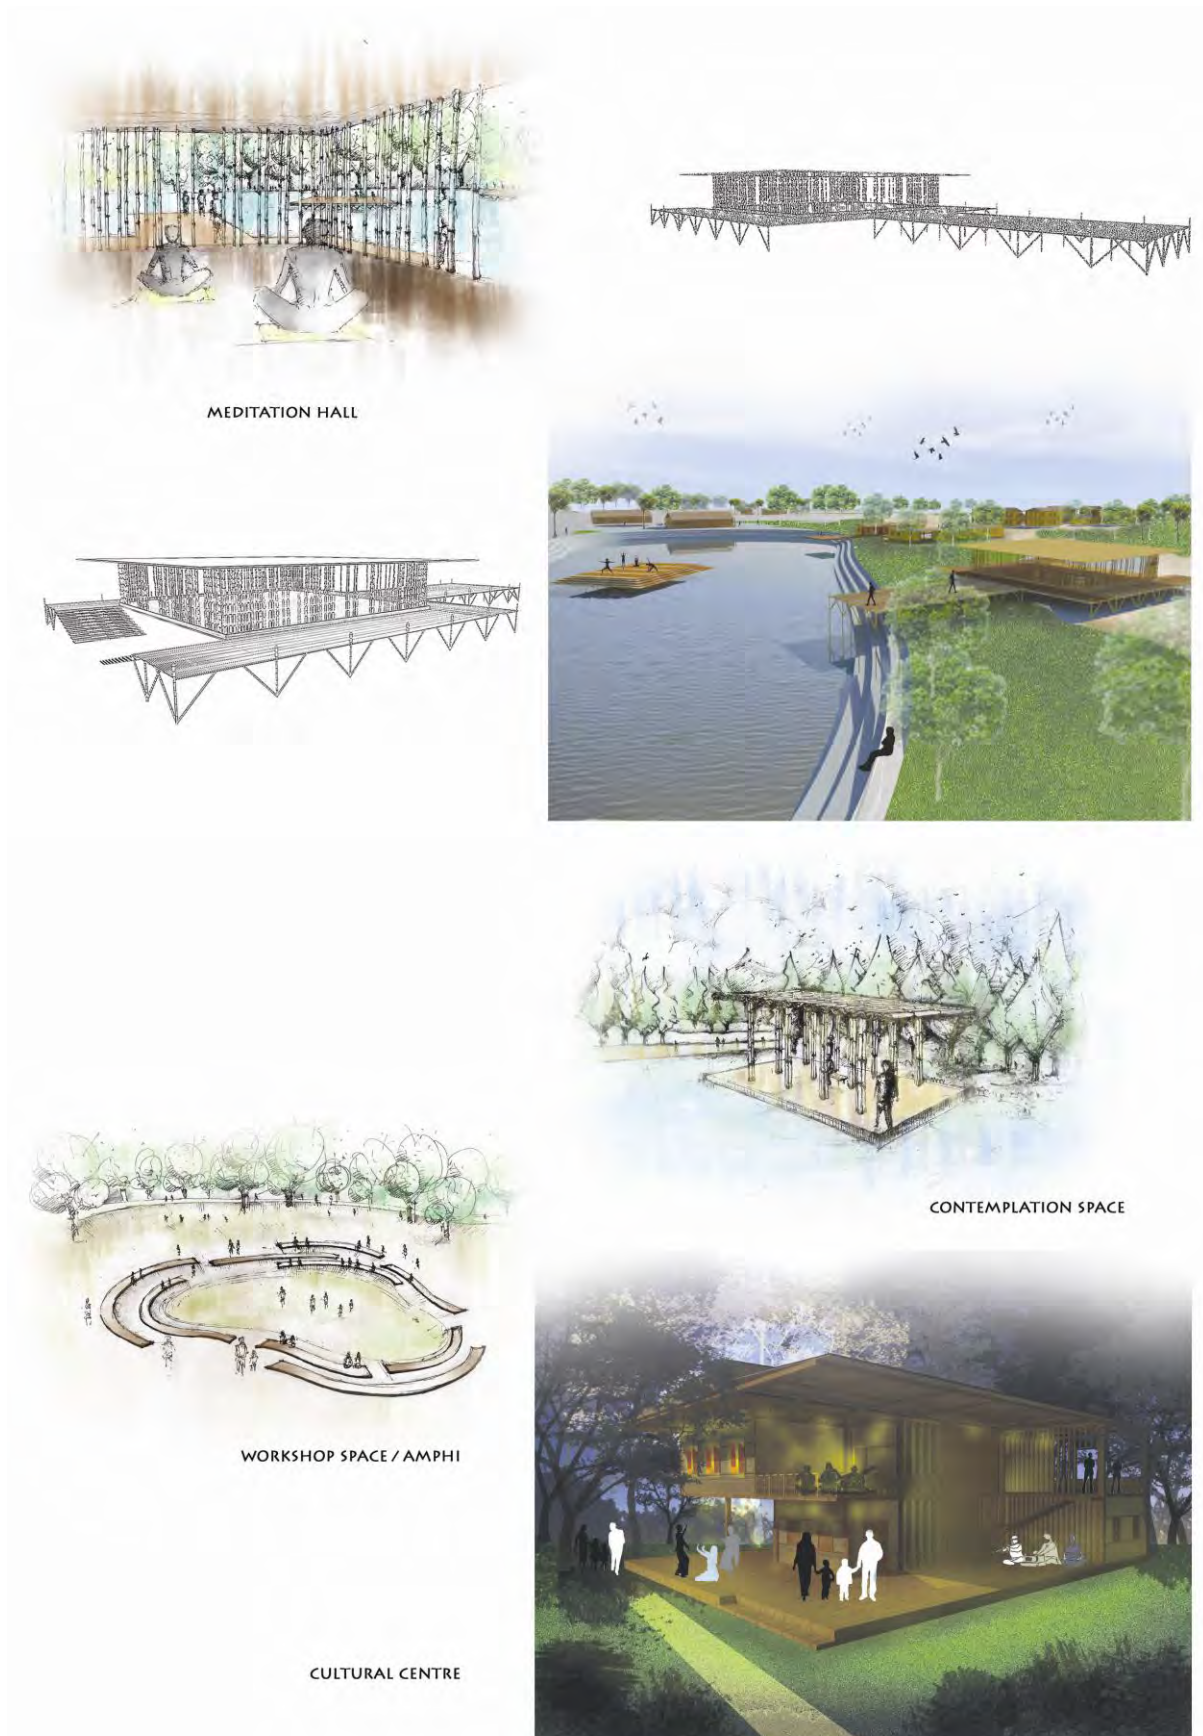 MEDITATION HALL
CONTEMPLATION SPACE
WORKSHOP SPACE / AMPHI
CULTURAL CENTRE